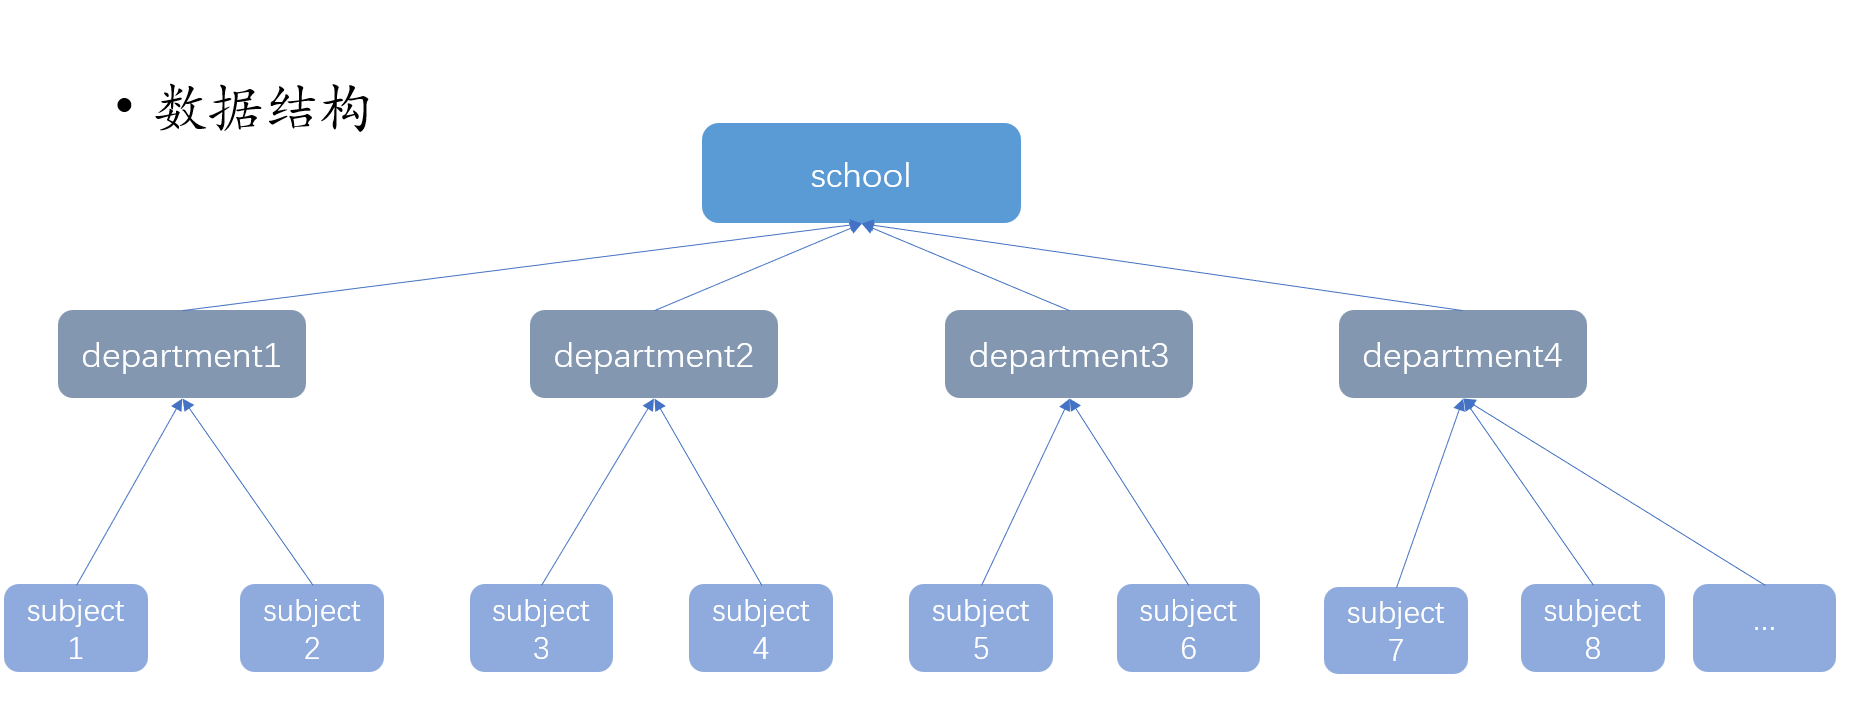 • 数据结构
school
department1
department2
department3
department4
subject
1
subject
2
subject
3
subject
4
subject
5
subject
6
subject
7
subject
8
...